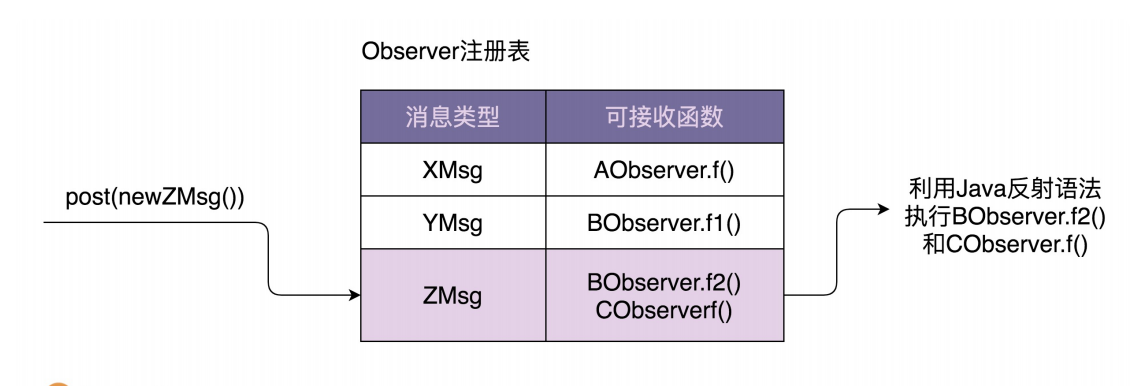 Observer注册表
消息类型 可接收函数
XMsg AObserver.f()
YMsg BObserver.f1()
ZMsg BObserver.f2()
CObserverf()
post(newZMsg())
利用Java反射语法
执行BObserver.f2()
和CObserver.f()